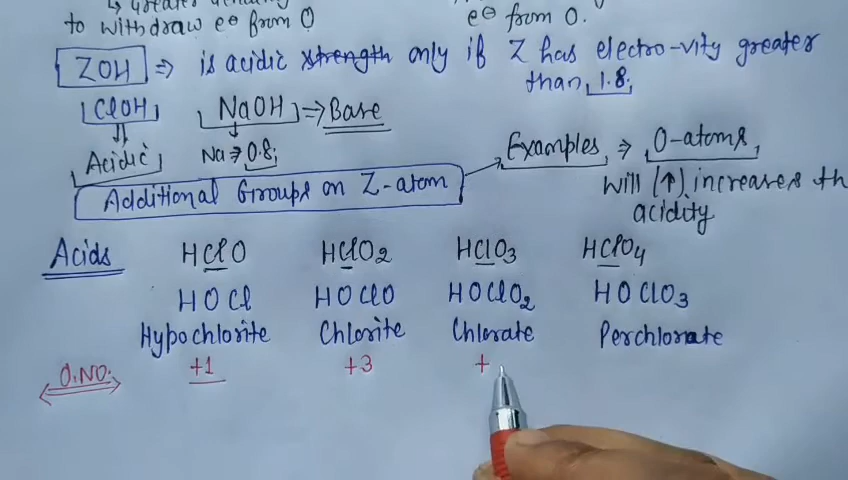 to withdraw e⊖ from O
e⊖ from O.
ZOH ⇒ is acidic strength only if Z has electro-vity greater than 1.8,
ClOH NaOH ⇒ Base
Acidic Na ⇒ 0.8;
Additional Groups on Z-atom
Examples, ⇒ O-atoms,
will (↑) increases th
acidity
Acids HClO HClO2 HClO3 HClO4
HOCl HOClO HOClO2 HOClO3
Hypochlorite Chlorite Chlorate Perchlorate
O.NO. +1 +3 +